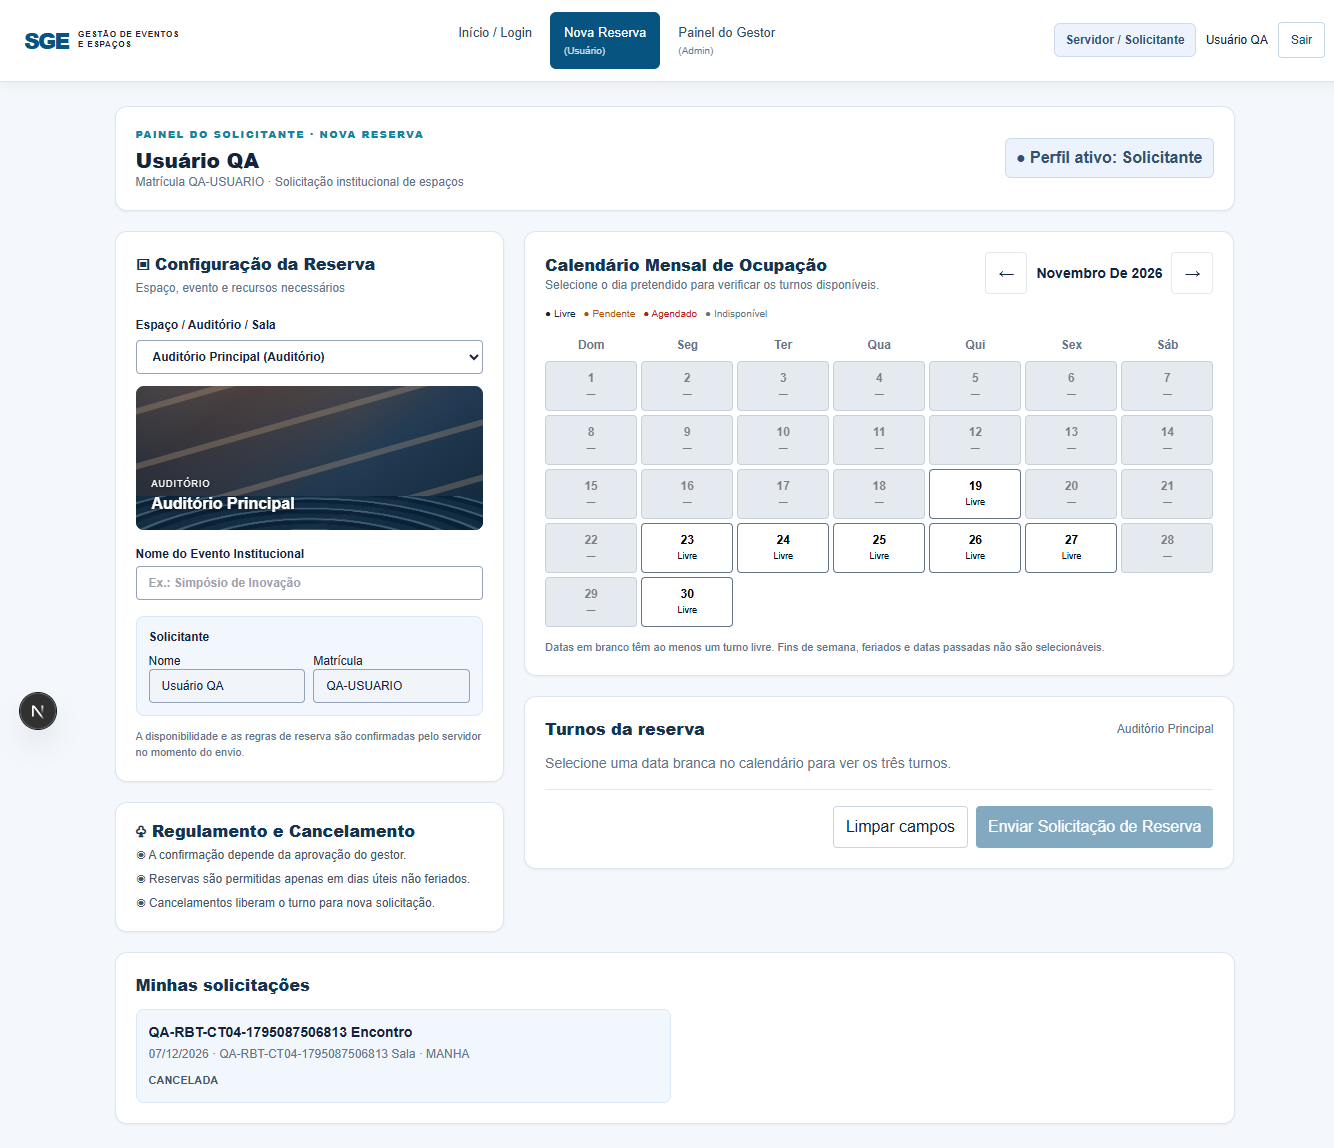 SGE GESTÃO DE EVENTOS
E ESPAÇOS
Início / Login
Nova Reserva
(Usuário)
Painel do Gestor
(Admin)
Servidor / Solicitante
Usuário QA
Sair
PAINEL DO SOLICITANTE · NOVA RESERVA
Usuário QA
Matrícula QA-USUARIO · Solicitação institucional de espaços
● Perfil ativo: Solicitante
▣ Configuração da Reserva
Espaço, evento e recursos necessários
Espaço / Auditório / Sala
Auditório Principal (Auditório)
AUDITÓRIO
Auditório Principal
Nome do Evento Institucional
Ex.: Simpósio de Inovação
Solicitante
Nome Matrícula
Usuário QA QA-USUARIO
A disponibilidade e as regras de reserva são confirmadas pelo servidor
no momento do envio.
Regulamento e Cancelamento
◉ A confirmação depende da aprovação do gestor.
◉ Reservas são permitidas apenas em dias úteis não feriados.
◉ Cancelamentos liberam o turno para nova solicitação.
Calendário Mensal de Ocupação
Selecione o dia pretendido para verificar os turnos disponíveis.
← Novembro De 2026 →
● Livre ● Pendente ● Agendado ● Indisponível
Dom Seg Ter Qua Qui Sex Sáb
1 2 3 4 5 6 7
— — — — — — —
8 9 10 11 12 13 14
— — — — — — —
15 16 17 18 19 20 21
— — — — Livre — —
22 23 24 25 26 27 28
— Livre Livre Livre Livre Livre —
29 30
— Livre
Datas em branco têm ao menos um turno livre. Fins de semana, feriados e datas passadas não são selecionáveis.
Turnos da reserva
Auditório Principal
Selecione uma data branca no calendário para ver os três turnos.
Limpar campos
Enviar Solicitação de Reserva
Minhas solicitações
QA-RBT-CT04-1795087506813 Encontro
07/12/2026 · QA-RBT-CT04-1795087506813 Sala · MANHA
CANCELADA
N